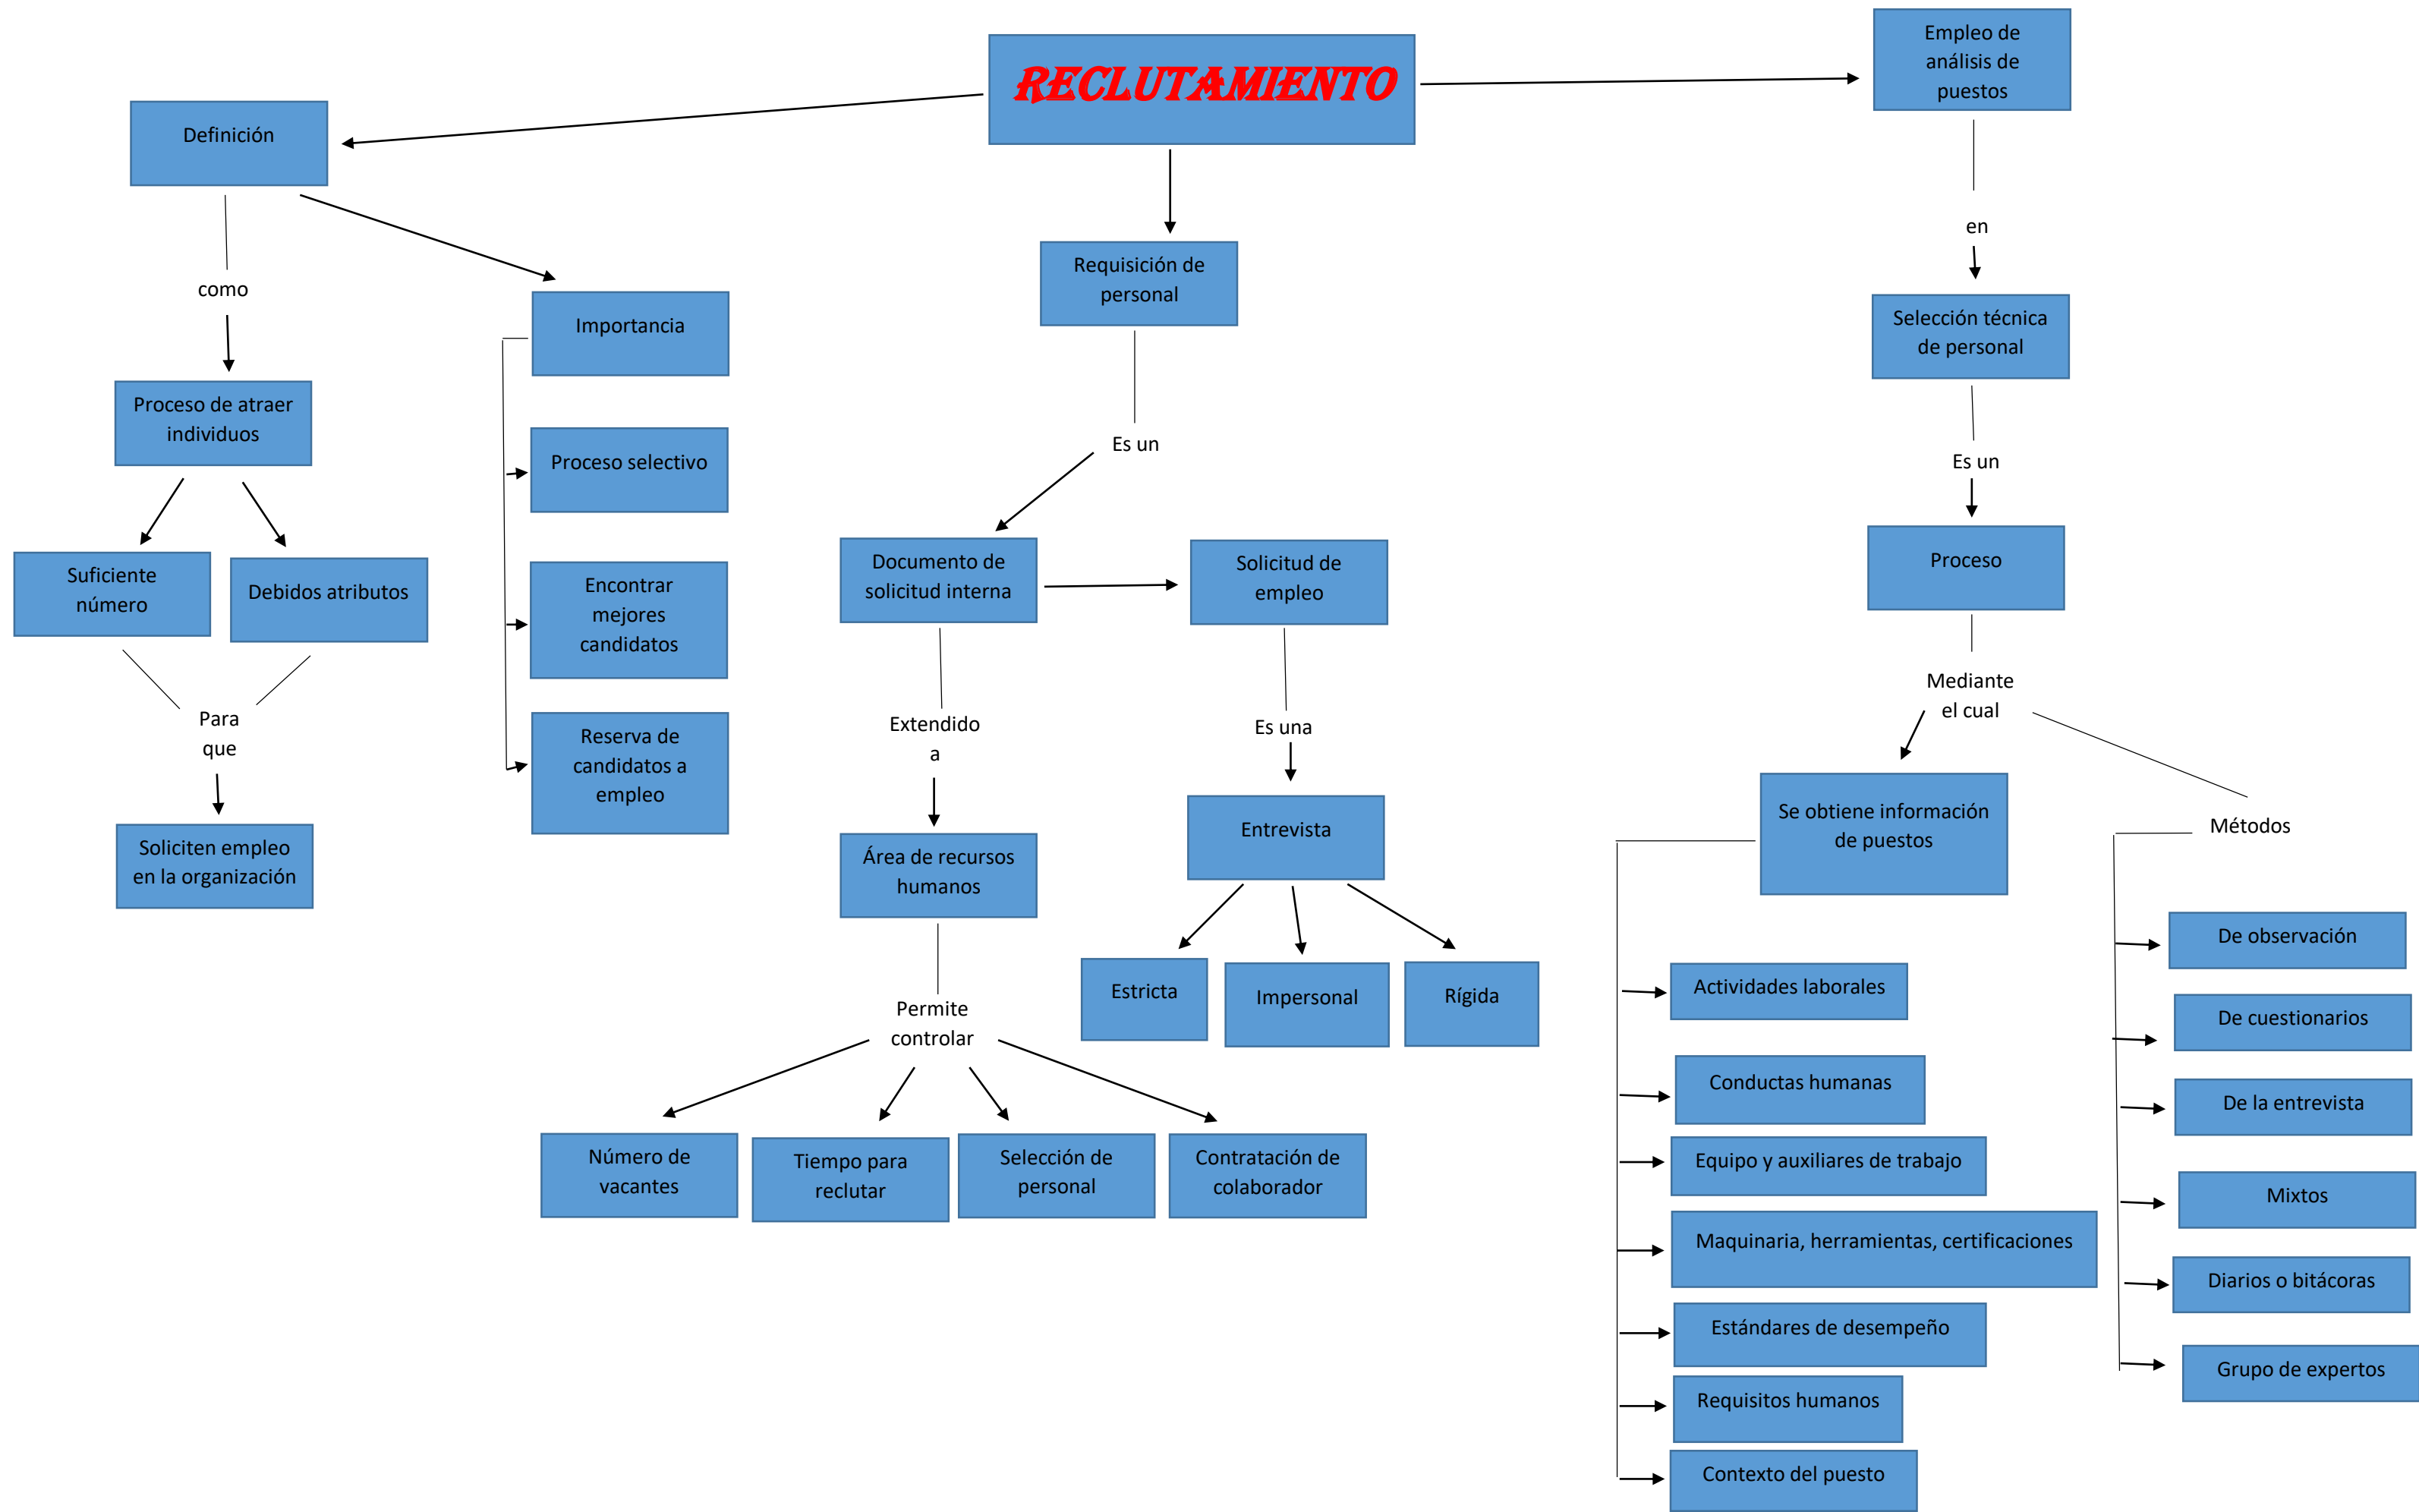 RECLUTAMIENTO
Definición
como
Proceso de atraer
individuos
Suficiente
número
Debidos atributos
Para
que
Soliciten empleo
en la organización
Importancia
Proceso selectivo
Encontrar
mejores
candidatos
Reserva de
candidatos a
empleo
Requisición de
personal
Es un
Documento de
solicitud interna
Extendido
a
Área de recursos
humanos
Permite
controlar
Número de
vacantes
Tiempo para
reclutar
Selección de
personal
Contratación de
colaborador
Solicitud de
empleo
Es una
Entrevista
Estricta
Impersonal
Rígida
Empleo de
análisis de
puestos
en
Selección técnica
de personal
Es un
Proceso
Mediante
el cual
Se obtiene información
de puestos
Actividades laborales
Conductas humanas
Equipo y auxiliares de trabajo
Maquinaria, herramientas, certificaciones
Estándares de desempeño
Requisitos humanos
Contexto del puesto
Métodos
De observación
De cuestionarios
De la entrevista
Mixtos
Diarios o bitácoras
Grupo de expertos